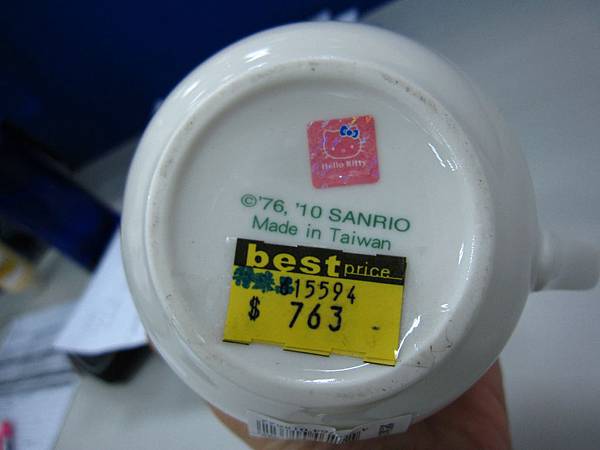 Hello Kitty
©'76, '10 SANRIO
Made in Taiwan
best price
15594
$ 763